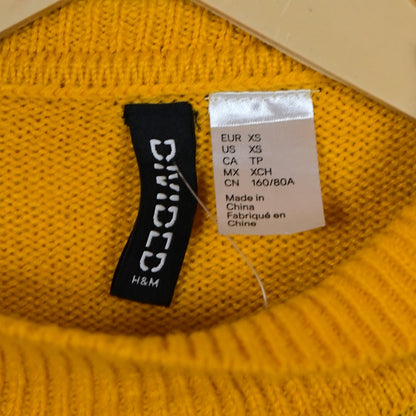 DIVIDED
H&M
EUR XS
US XS
CA TP
MX XCH
CN 160/80A
Made in
China
Fabriqué en
Chine